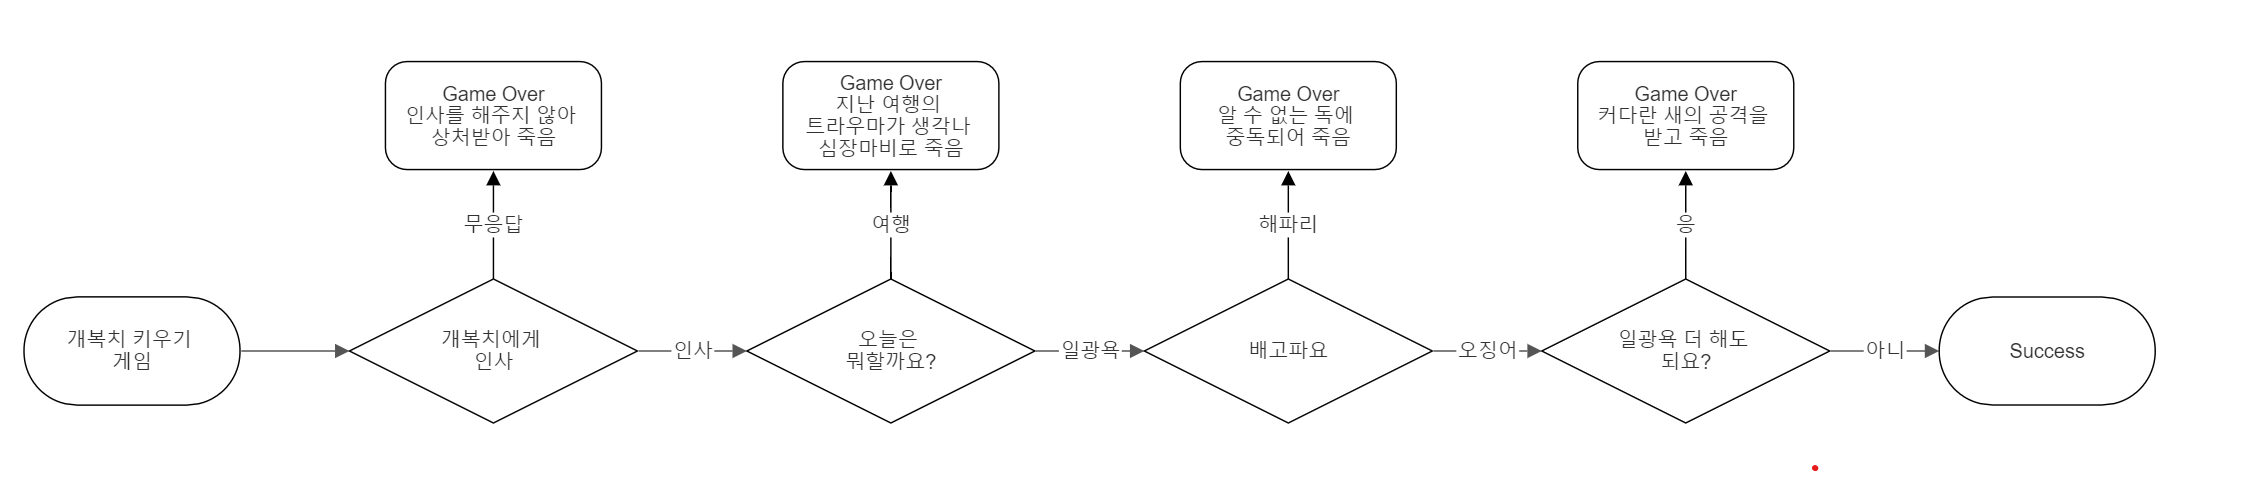 Game Over
인사를 해주지 않아
상처받아 죽음
Game Over
지난 여행의
트라우마가 생각나
심장마비로 죽음
Game Over
알 수 없는 독에
중독되어 죽음
Game Over
커다란 새의 공격을
받고 죽음
무응답
여행
해파리
응
개복치 키우기
게임
개복치에게
인사
인사
오늘은
뭐할까요?
일광욕
배고파요
오징어
일광욕 더 해도
되요?
아니
Success